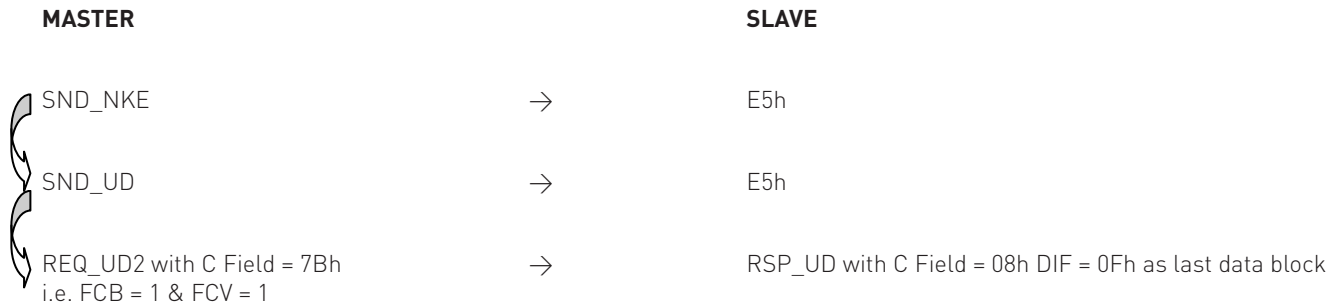 MASTER SLAVE
SND_NKE → E5h
SND_UD → E5h
REQ_UD2 with C Field = 7Bh → RSP_UD with C Field = 08h DIF = 0Fh as last data block
i.e. FCB = 1 & FCV = 1